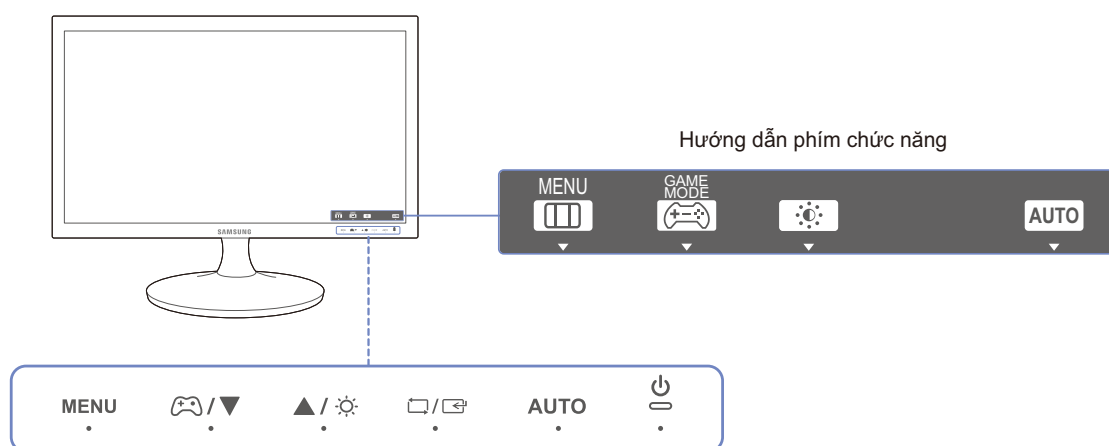 Hướng dẫn phím chức năng
MENU
GAME
MODE
AUTO
SAMSUNG
MENU
AUTO